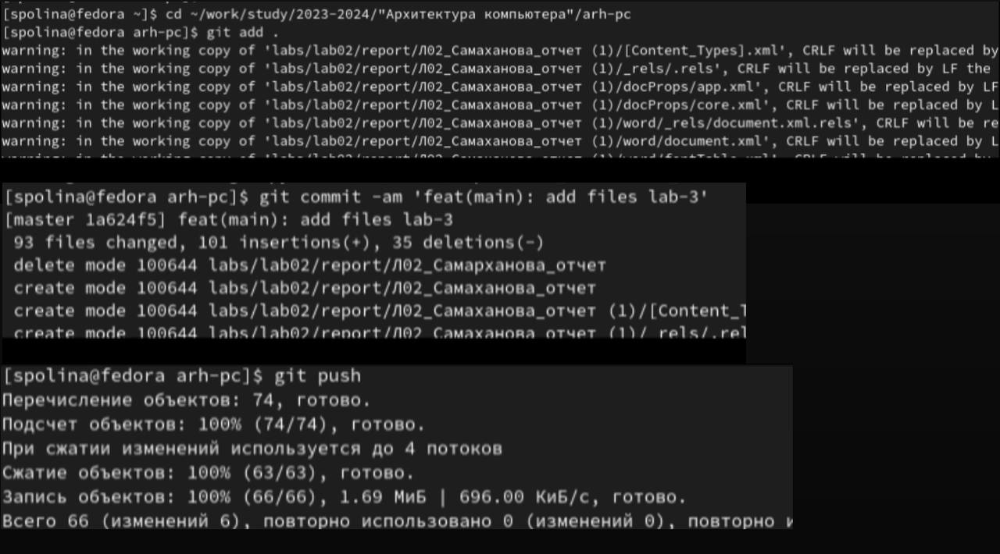 [spolina@fedora ~]$ cd ~/work/study/2023-2024/"Архитектура компьютера"/arh-pc
[spolina@fedora arh-pc]$ git add .
warning: in the working copy of 'labs/lab02/report/Л02_Самаханова_отчет (1)/[Content_Types].xml', CRLF will be replaced by
warning: in the working copy of 'labs/lab02/report/Л02_Самаханова_отчет (1)/_rels/.rels', CRLF will be replaced by LF the
warning: in the working copy of 'labs/lab02/report/Л02_Самаханова_отчет (1)/docProps/app.xml', CRLF will be replaced by LF
warning: in the working copy of 'labs/lab02/report/Л02_Самаханова_отчет (1)/docProps/core.xml', CRLF will be replaced by L
warning: in the working copy of 'labs/lab02/report/Л02_Самаханова_отчет (1)/word/_rels/document.xml.rels', CRLF will be re
warning: in the working copy of 'labs/lab02/report/Л02_Самаханова_отчет (1)/word/document.xml', CRLF will be replaced by L
[spolina@fedora arh-pc]$ git commit -am 'feat(main): add files lab-3'
[master 1a624f5] feat(main): add files lab-3
93 files changed, 101 insertions(+), 35 deletions(-)
delete mode 100644 labs/lab02/report/Л02_Самарханова_отчет
create mode 100644 labs/lab02/report/Л02_Самаханова_отчет
create mode 100644 labs/lab02/report/Л02_Самаханова_отчет (1)/[Content_T
create mode 100644 labs/lab02/report/Л02_Самаханова_отчет (1)/_rels/.rel
[spolina@fedora arh-pc]$ git push
Перечисление объектов: 74, готово.
Подсчет объектов: 100% (74/74), готово.
При сжатии изменений используется до 4 потоков
Сжатие объектов: 100% (63/63), готово.
Запись объектов: 100% (66/66), 1.69 МиБ | 696.00 КиБ/с, готово.
Всего 66 (изменений 6), повторно использовано 0 (изменений 0), повторно и